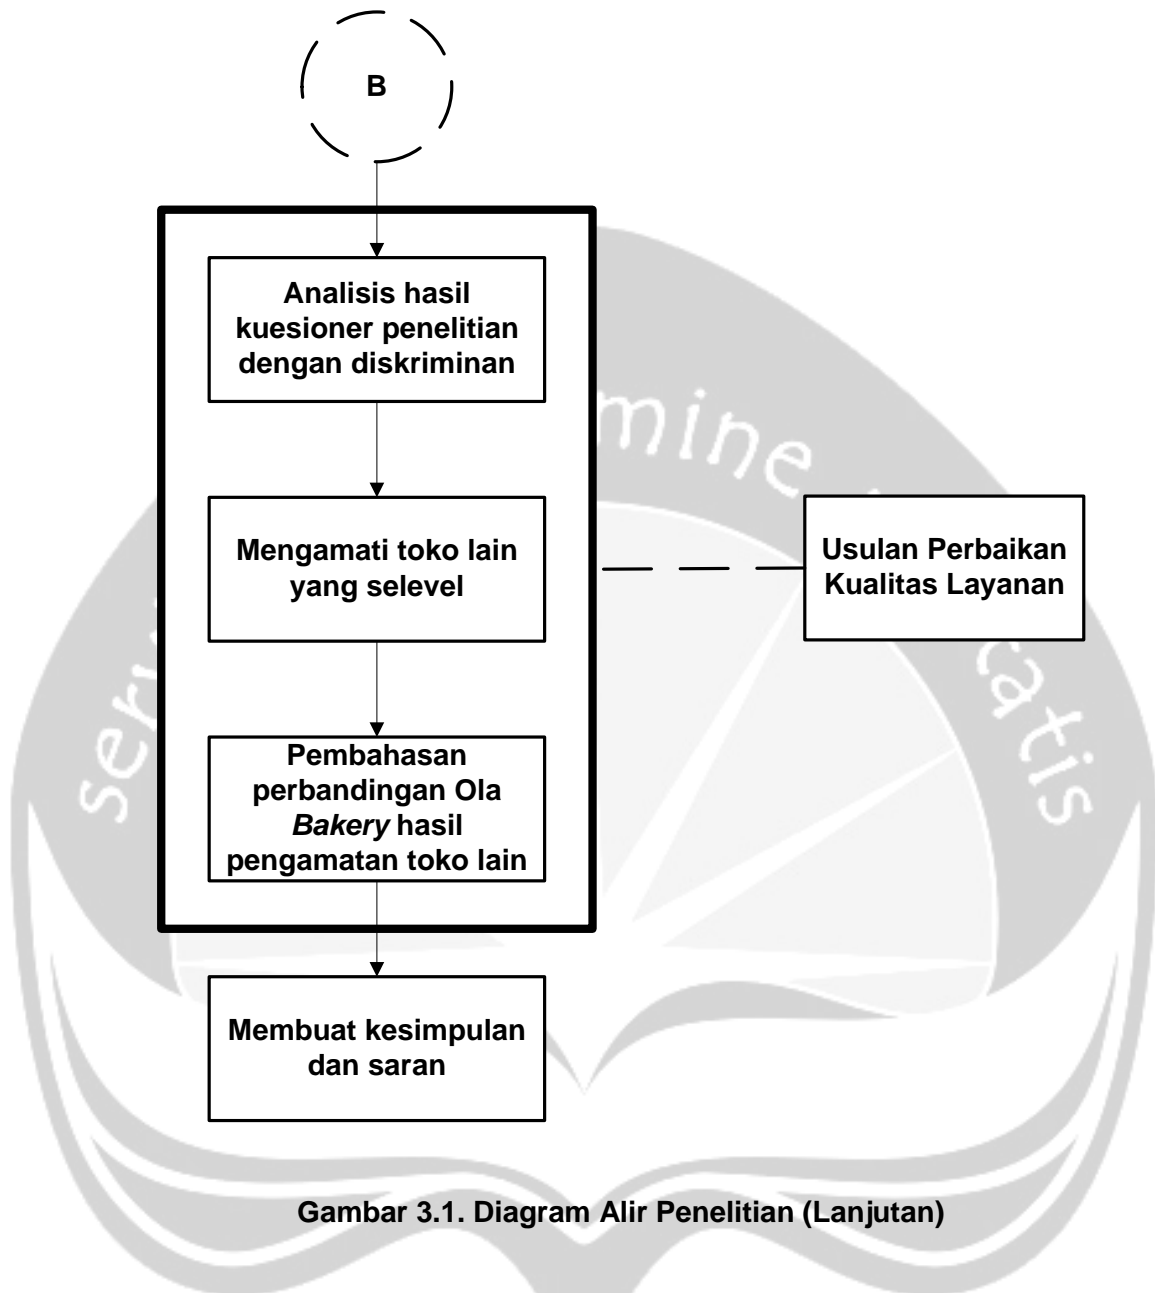 B
Analisis hasil
kuesioner penelitian
dengan diskriminan
Mengamati toko lain
yang selevel
Usulan Perbaikan
Kualitas Layanan
Pembahasan
perbandingan Ola
Bakery hasil
pengamatan toko lain
Membuat kesimpulan
dan saran
Gambar 3.1. Diagram Alir Penelitian (Lanjutan)